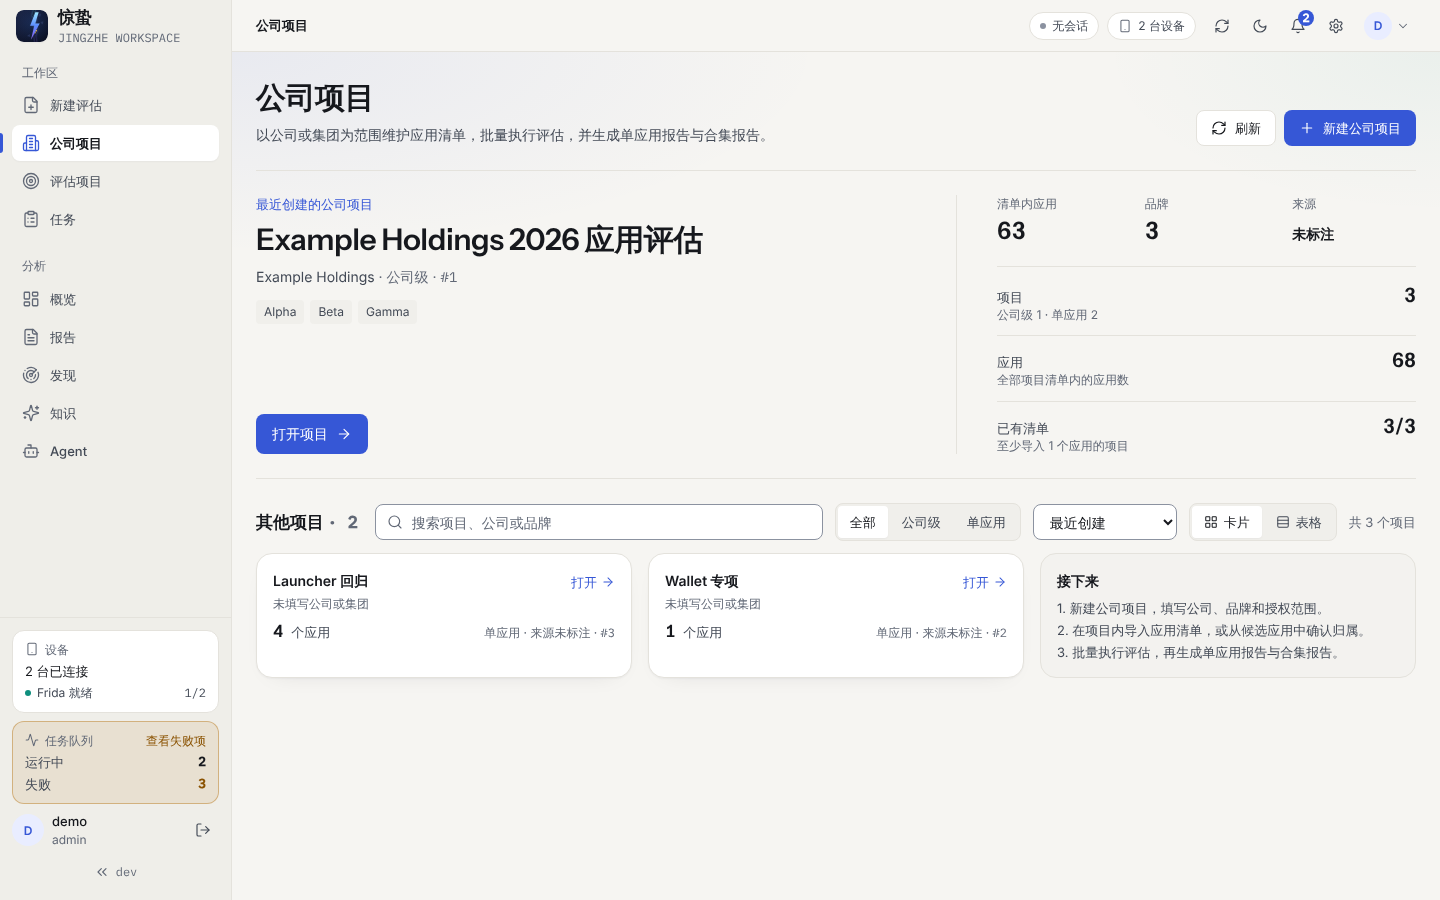 惊蛰
JINGZHE WORKSPACE
工作区
新建评估
公司项目
评估项目
任务
分析
概览
报告
发现
知识
Agent
设备
2 台已连接
Frida 就绪 1/2
任务队列 查看失败项
运行中 2
失败 3
D demo
admin
dev
公司项目
无会话
2 台设备
2
D
公司项目
以公司或集团为范围维护应用清单，批量执行评估，并生成单应用报告与合集报告。
刷新
新建公司项目
最近创建的公司项目
Example Holdings 2026 应用评估
Example Holdings · 公司级 · #1
Alpha Beta Gamma
打开项目
清单内应用 品牌 来源
63 3 未标注
项目 3
公司级 1 · 单应用 2
应用 68
全部项目清单内的应用数
已有清单 3/3
至少导入 1 个应用的项目
其他项目 · 2
搜索项目、公司或品牌
全部 公司级 单应用
最近创建
卡片 表格
共 3 个项目
Launcher 回归 打开
未填写公司或集团
4 个应用 单应用 · 来源未标注 · #3
Wallet 专项 打开
未填写公司或集团
1 个应用 单应用 · 来源未标注 · #2
接下来
1. 新建公司项目，填写公司、品牌和授权范围。
2. 在项目内导入应用清单，或从候选应用中确认归属。
3. 批量执行评估，再生成单应用报告与合集报告。